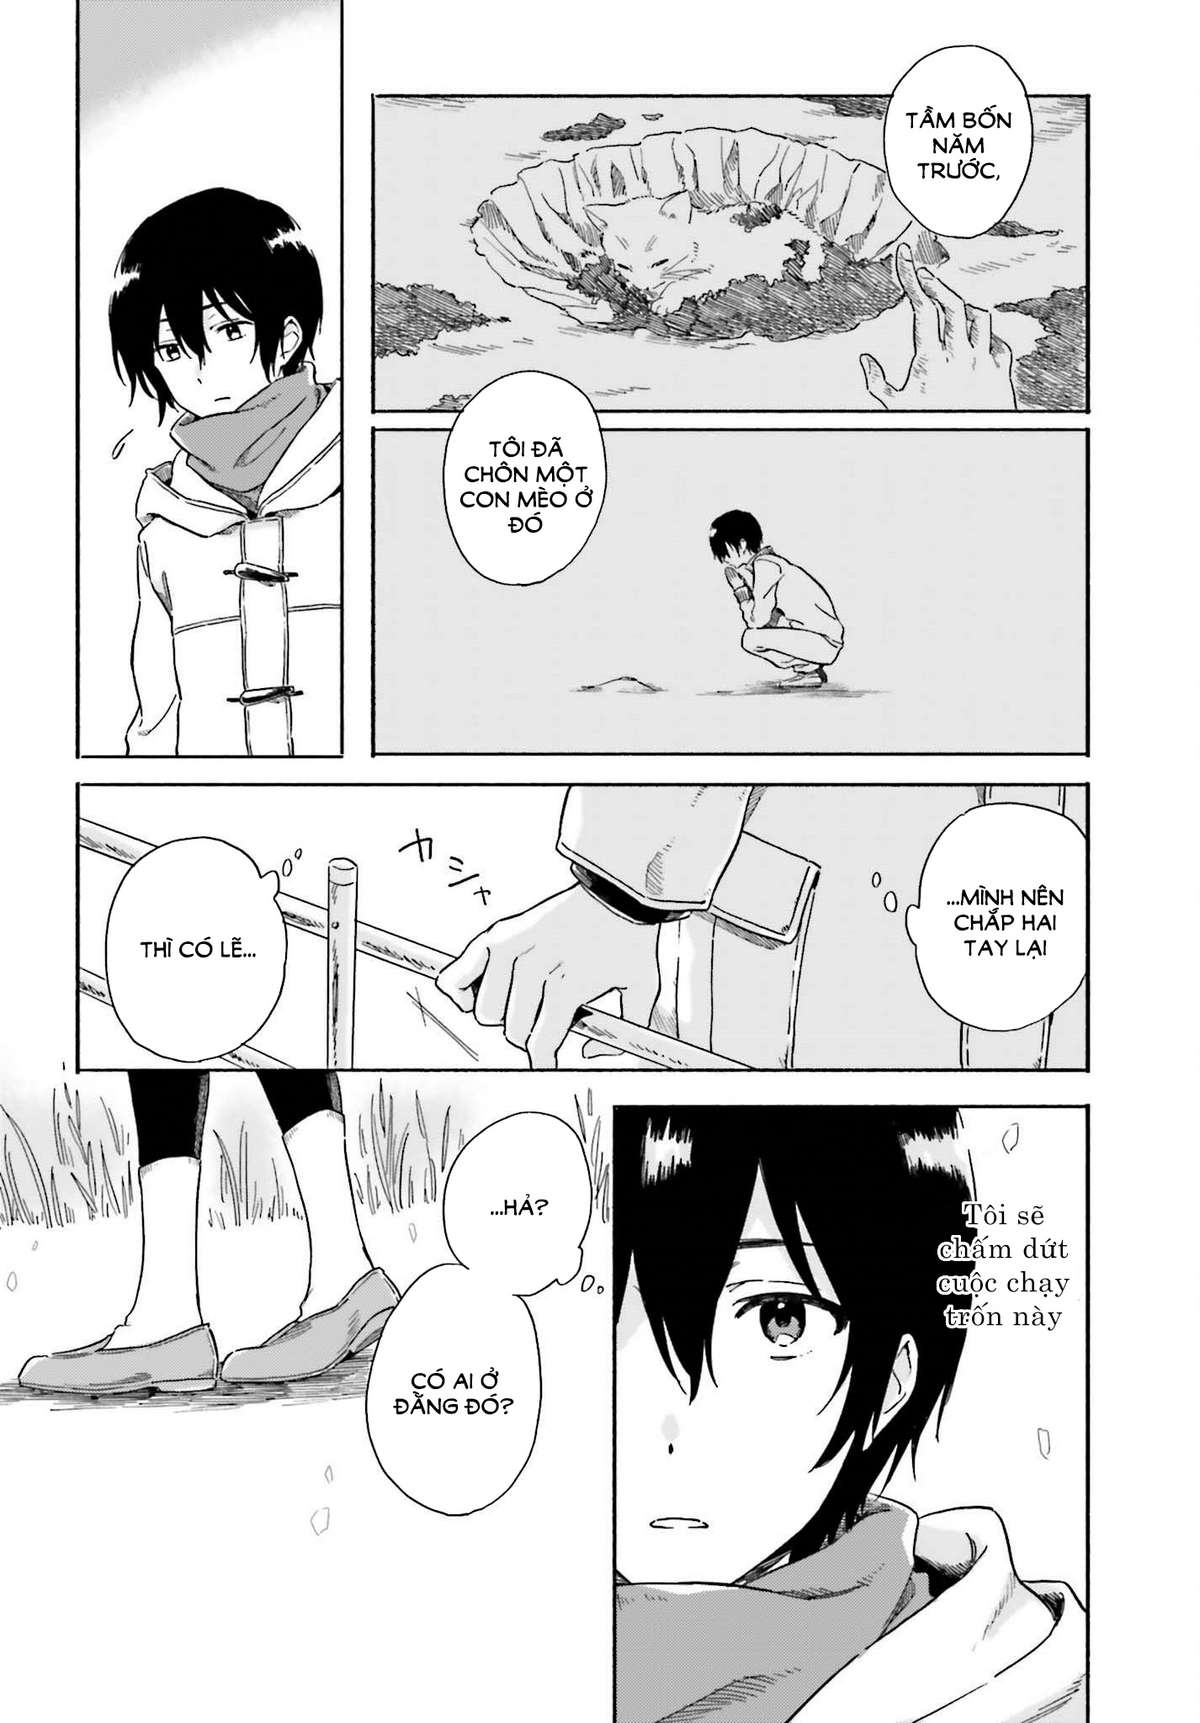 TẦM BỐN
NĂM
TRƯỚC,
TÔI ĐÃ
CHÔN MỘT
CON MÈO Ở
ĐÓ
...MÌNH NÊN
CHẮP HAI
TAY LẠI
カシャ
THÌ CÓ LẼ...
Tôi sẽ
chấm dứt
cuộc chạy
trốn này
...HẢ?
CÓ AI Ở
ĐẰNG ĐÓ?